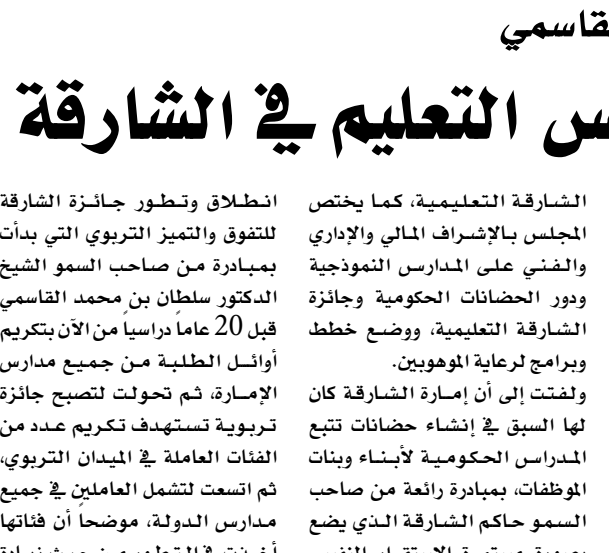 قاسمي
س التعليم في الشارقة
الشارقة التعليمية، كما يختص
المجلس بالإشراف المالي والإداري
والفني على المدارس النموذجية
ودور الحضانات الحكومية وجائزة
الشارقة التعليمية، ووضع خطط
وبرامج لرعاية الموهوبين.
ولفتت إلى أن إمارة الشارقة كان
لها السبق في إنشاء حضانات تتبع
المدراس الحكومية لأبناء وبنات
الموظفات، بمبادرة رائعة من صاحب
السمو حاكم الشارقة الذي يضع
انطلاق وتطور جائزة الشارقة
للتفوق والتميز التربوي التي بدأت
بمبادرة من صاحب السمو الشيخ
الدكتور سلطان بن محمد القاسمي
قبل 20 عاماً دراسياً من الآن بتكريم
أوائل الطلبة من جميع مدارس
الإمارة، ثم تحولت لتصبح جائزة
تربوية تستهدف تكريم عدد من
الفئات العاملة في الميدان التربوي،
ثم اتسعت لتشمل العاملين في جميع
مدارس الدولة، موضحاً أن فئاتها